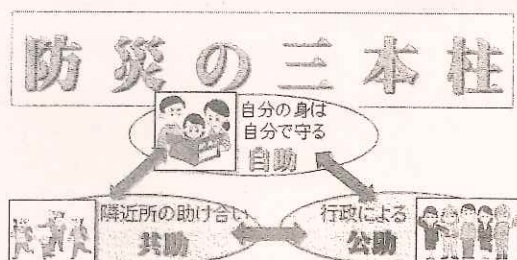 防災の三本柱
自分の身は
自分で守る
自助
隣近所の助け合い
共助
行政による
公助